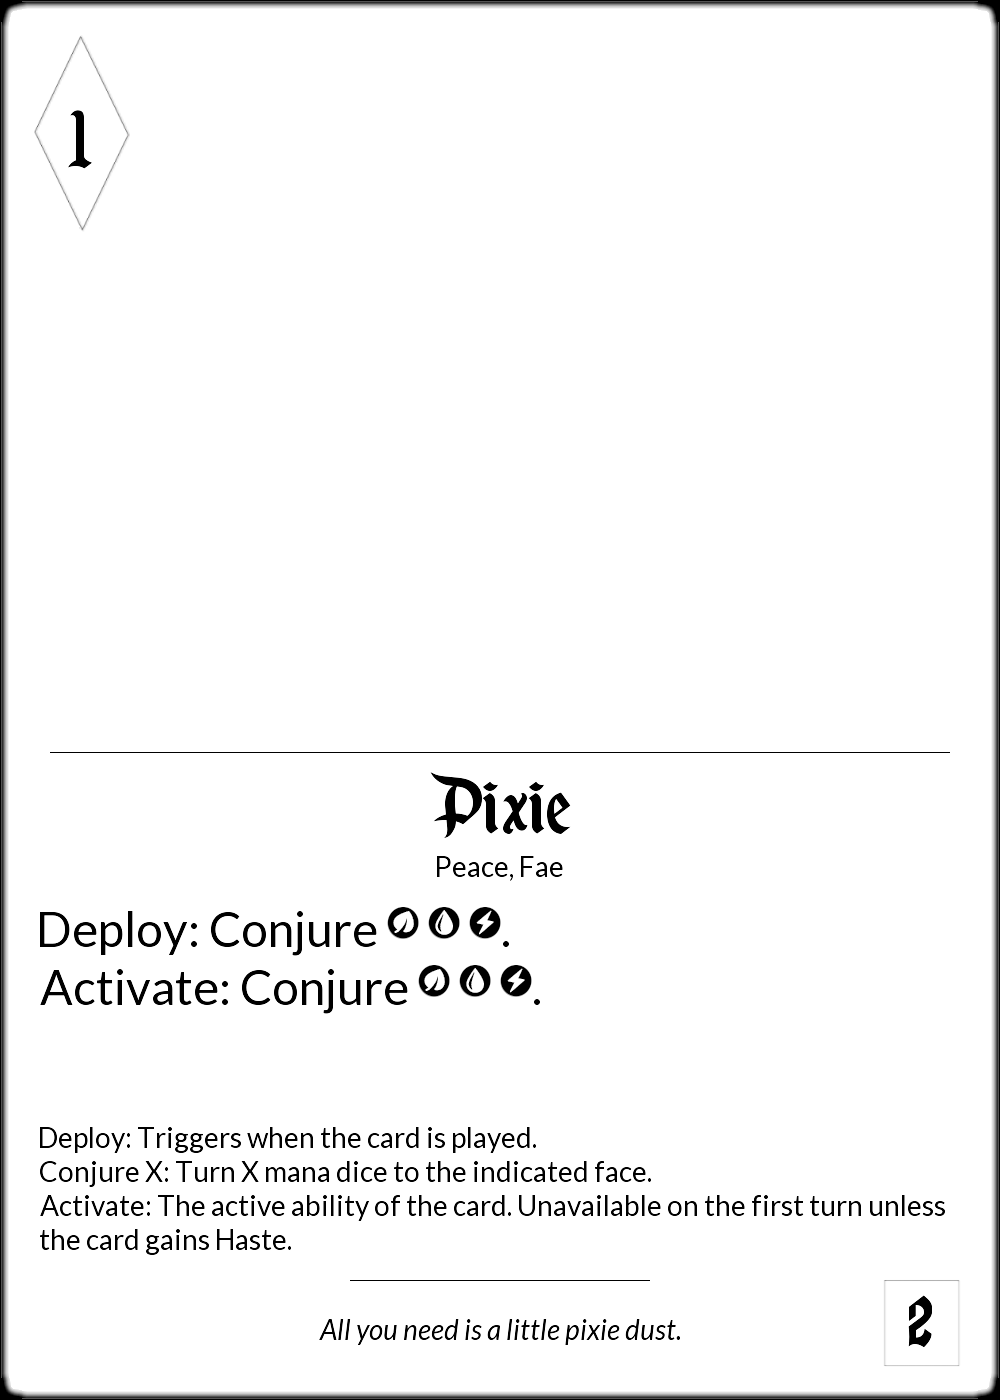 1
Pixie
Peace, Fae
Deploy: Conjure .
Activate: Conjure .
Deploy: Triggers when the card is played.
Conjure X: Turn X mana dice to the indicated face.
Activate: The active ability of the card. Unavailable on the first turn unless
the card gains Haste.
All you need is a little pixie dust.
2